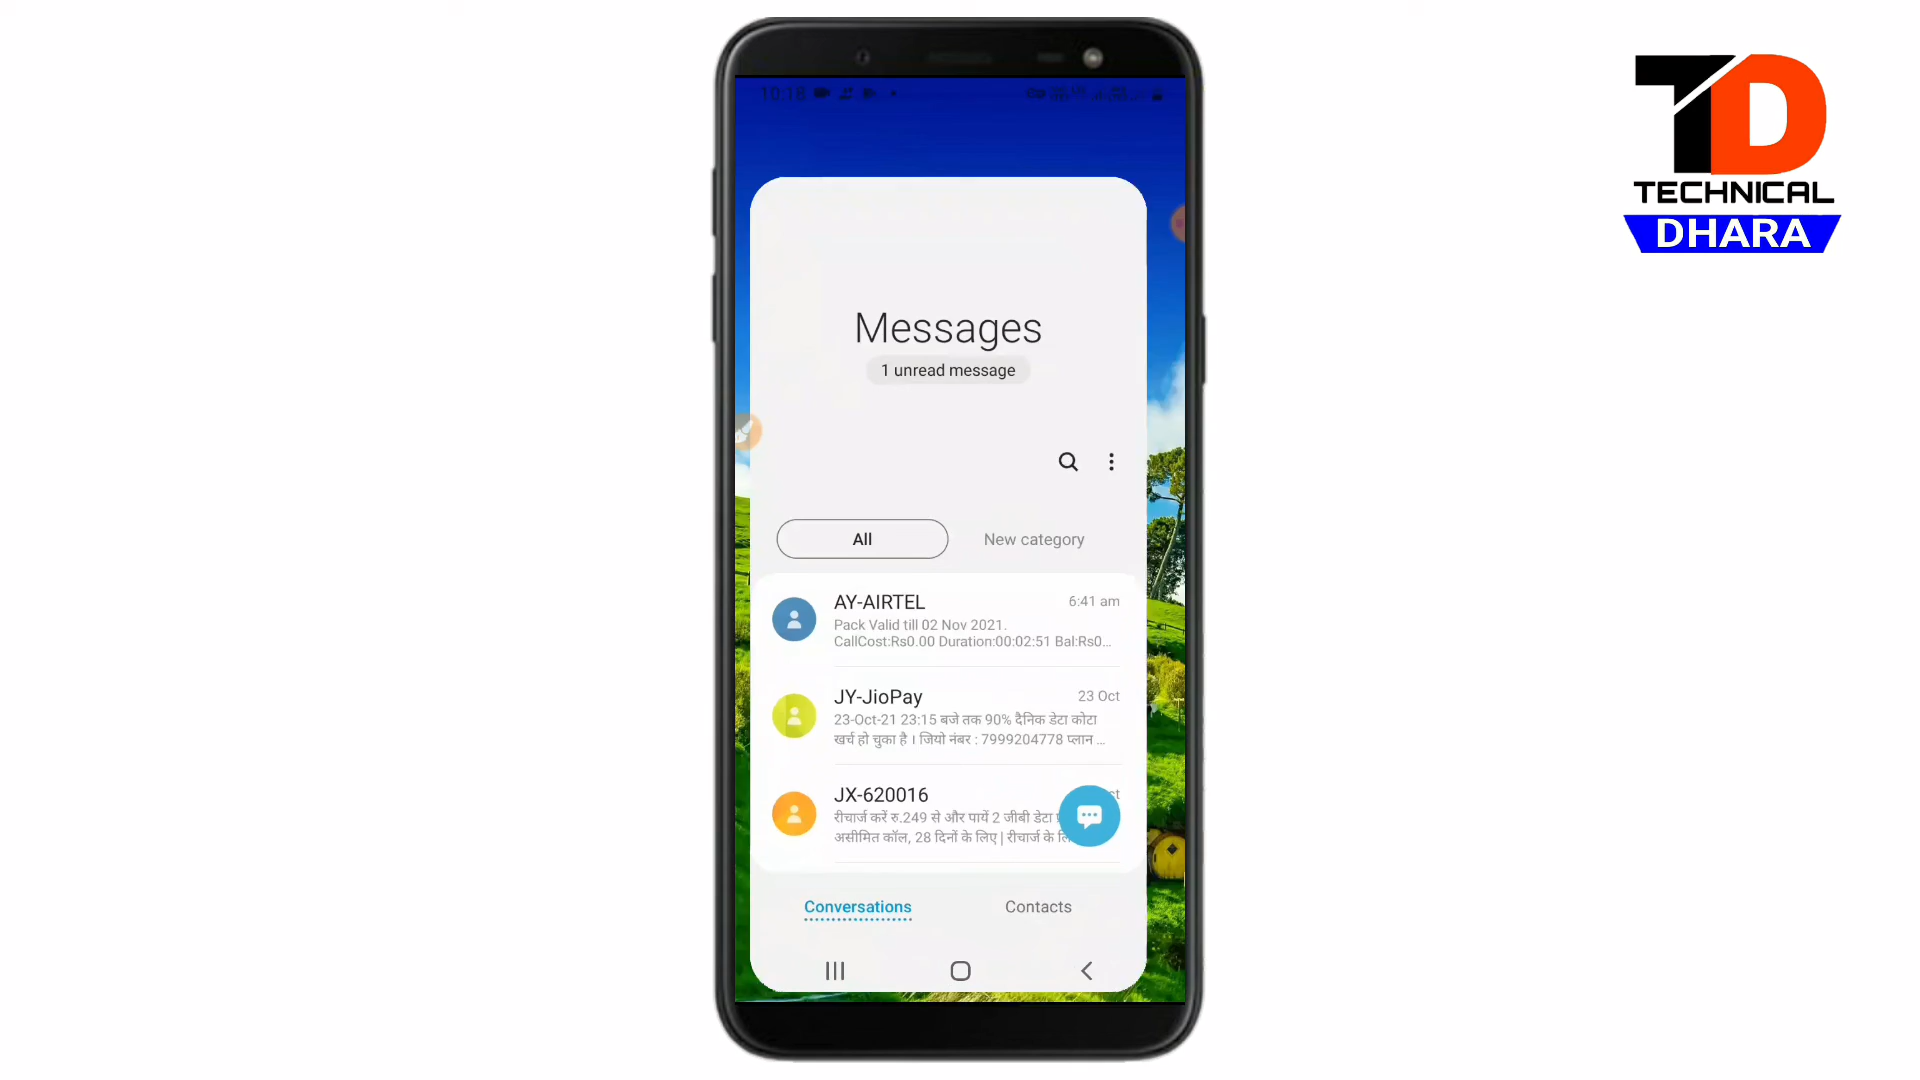 10:18
TECHNICAL
DHARA
Messages
1 unread message
All
New category
AY-AIRTEL
6:41 am
Pack Valid till 02 Nov 2021.
CallCost:Rs0.00 Duration:00:02:51 Bal:Rs0...
JY-JioPay
23 Oct
23-Oct-21 23:15 बजे तक 90% दैनिक डेटा कोटा
खर्च हो चुका है । जियो नंबर : 7999204778 प्लान ...
JX-620016
रीचार्ज करें रु.249 से और पायें 2 जीबी डेटा
असीमित कॉल, 28 दिनों के लिए | रीचार्ज के
Conversations
Contacts